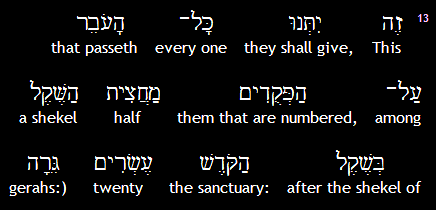 13 זֶה יִתְּנוּ כָּל־ הָעֹבֵר
This they shall give, every one that passeth
עַל־ הַפְּקֻדִים מַחֲצִית הַשֶּׁקֶל
among them that are numbered, half a shekel
בְּשֶׁקֶל הַקֹּדֶשׁ עֶשְׂרִים גֵּרָה
after the shekel of the sanctuary: twenty gerahs:)